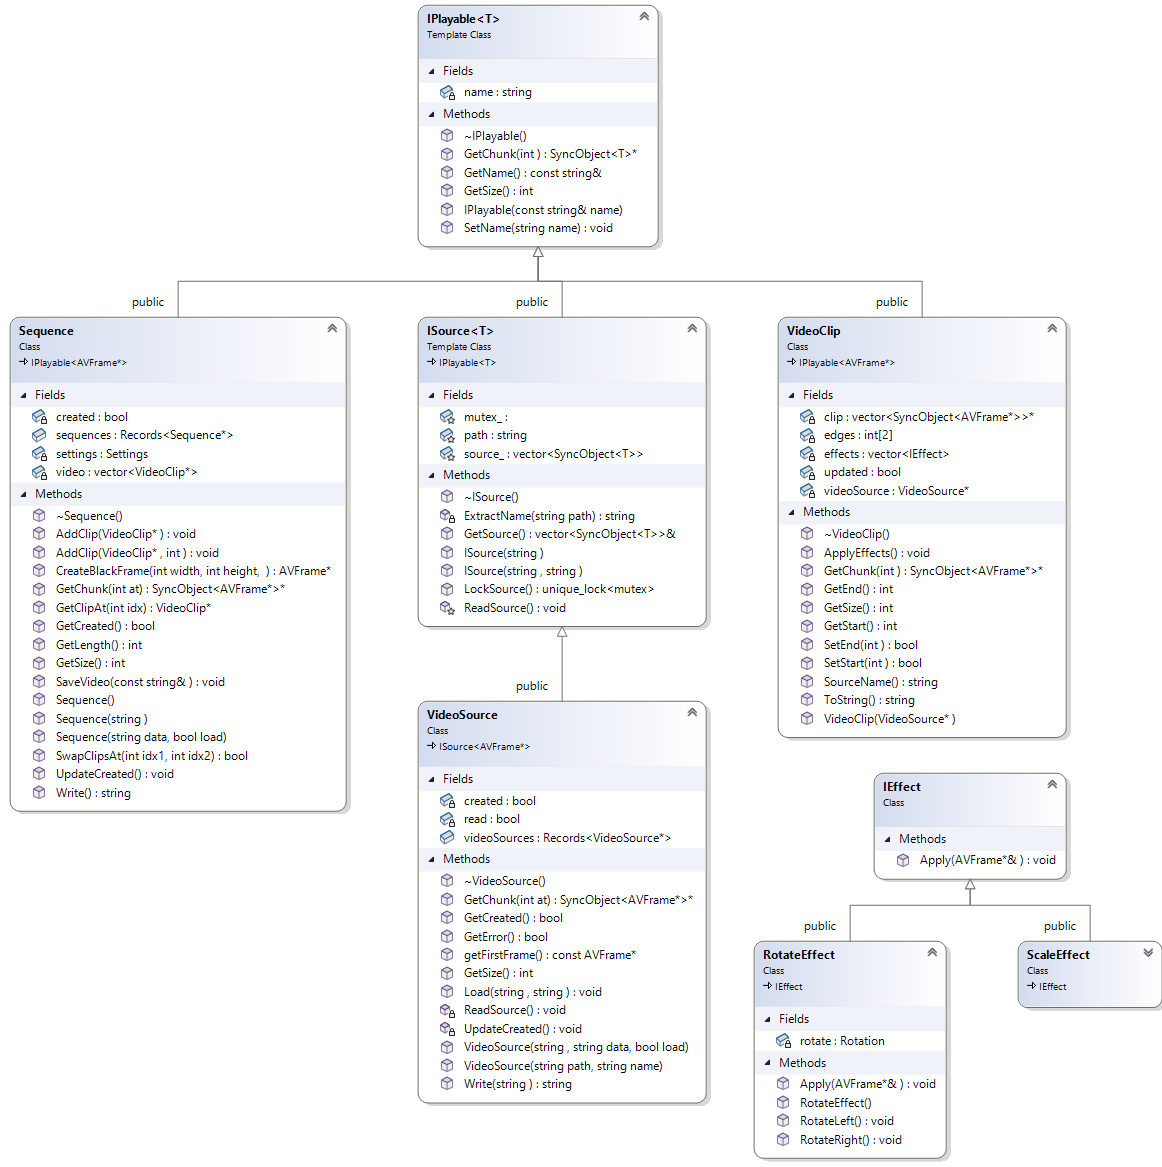 IPlayable<T>
Template Class
Fields
name : string
Methods
~IPlayable()
GetChunk(int ) : SyncObject<T>*
GetName() : const string&
GetSize() : int
IPlayable(const string& name)
SetName(string name) : void
public
public
public
Sequence
Class
IPlayable<AVFrame*>
Fields
created : bool
sequences : Records<Sequence*>
settings : Settings
video : vector<VideoClip*>
Methods
~Sequence()
AddClip(VideoClip* ) : void
AddClip(VideoClip* , int ) : void
CreateBlackFrame(int width, int height,  ) : AVFrame*
GetChunk(int at) : SyncObject<AVFrame*>*
GetClipAt(int idx) : VideoClip*
GetCreated() : bool
GetLength() : int
GetSize() : int
SaveVideo(const string& ) : void
Sequence()
Sequence(string )
Sequence(string data, bool load)
SwapClipsAt(int idx1, int idx2) : bool
UpdateCreated() : void
Write() : string
ISource<T>
Template Class
IPlayable<T>
Fields
mutex_ :
path : string
source_ : vector<SyncObject<T>>
Methods
~ISource()
ExtractName(string path) : string
GetSource() : vector<SyncObject<T>>&
ISource(string )
ISource(string , string )
LockSource() : unique_lock<mutex>
ReadSource() : void
VideoClip
Class
IPlayable<AVFrame*>
Fields
clip : vector<SyncObject<AVFrame*>>*
edges : int[2]
effects : vector<IEffect>
updated : bool
videoSource : VideoSource*
Methods
~VideoClip()
ApplyEffects() : void
GetChunk(int ) : SyncObject<AVFrame*>*
GetEnd() : int
GetSize() : int
GetStart() : int
SetEnd(int ) : bool
SetStart(int ) : bool
SourceName() : string
ToString() : string
VideoClip(VideoSource* )
public
VideoSource
Class
ISource<AVFrame*>
Fields
created : bool
read : bool
videoSources : Records<VideoSource*>
Methods
~VideoSource()
GetChunk(int at) : SyncObject<AVFrame*>*
GetCreated() : bool
GetError() : bool
getFirstFrame() : const AVFrame*
GetSize() : int
Load(string , string ) : void
ReadSource() : void
UpdateCreated() : void
VideoSource(string , string data, bool load)
VideoSource(string path, string name)
Write(string ) : string
IEffect
Class
Methods
Apply(AVFrame*& ) : void
public
public
RotateEffect
Class
IEffect
Fields
rotate : Rotation
Methods
Apply(AVFrame*& ) : void
RotateEffect()
RotateLeft() : void
RotateRight() : void
ScaleEffect
Class
IEffect